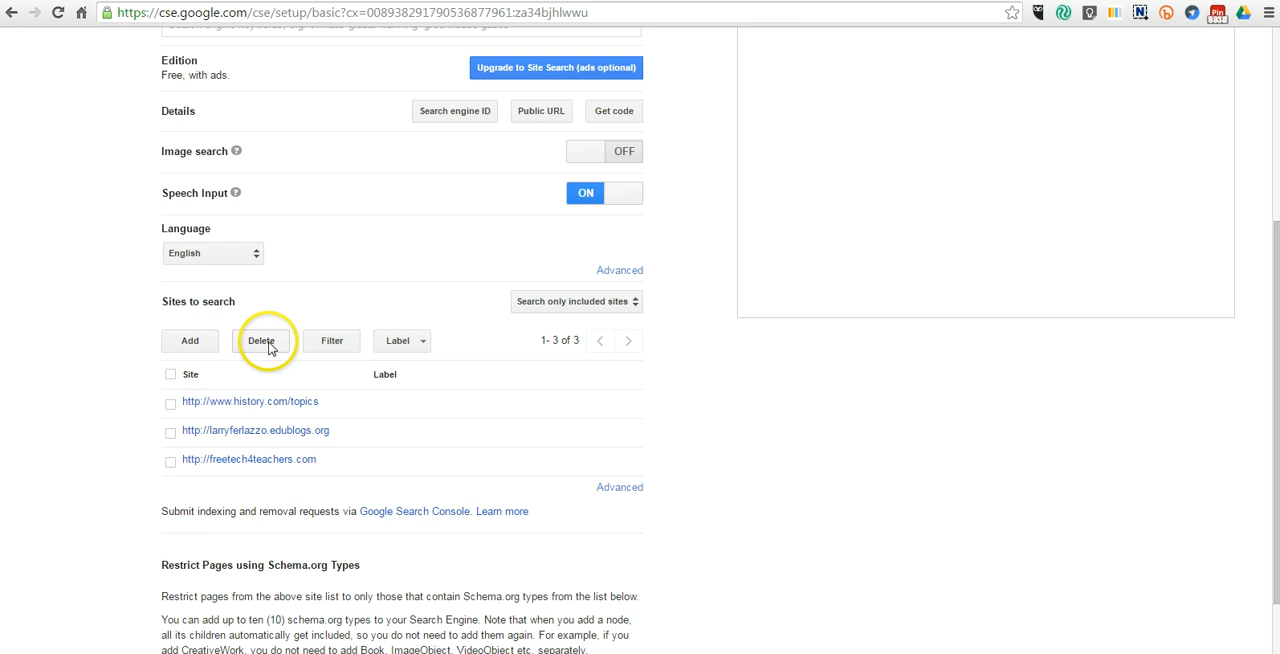 https://cse.google.com/cse/setup/basic?cx=008938291790536877961:za34bjhlwwu
Edition
Free, with ads.
Upgrade to Site Search (ads optional)
Details
Search engine ID
Public URL
Get code
Image search
OFF
Speech Input
ON
Language
English
Advanced
Sites to search
Search only included sites
Add
Delete
Filter
Label
1- 3 of 3
Site
Label
http://www.history.com/topics
http://larryferlazzo.edublogs.org
http://freetech4teachers.com
Advanced
Submit indexing and removal requests via Google Search Console. Learn more
Restrict Pages using Schema.org Types
Restrict pages from the above site list to only those that contain Schema.org types from the list below.
You can add up to ten (10) schema.org types to your Search Engine. Note that when you add a node,
all its children automatically get included, so you do not need to add them again. For example, if you
add CreativeWork, you do not need to add Book, ImageObject, VideoObject etc. separately.